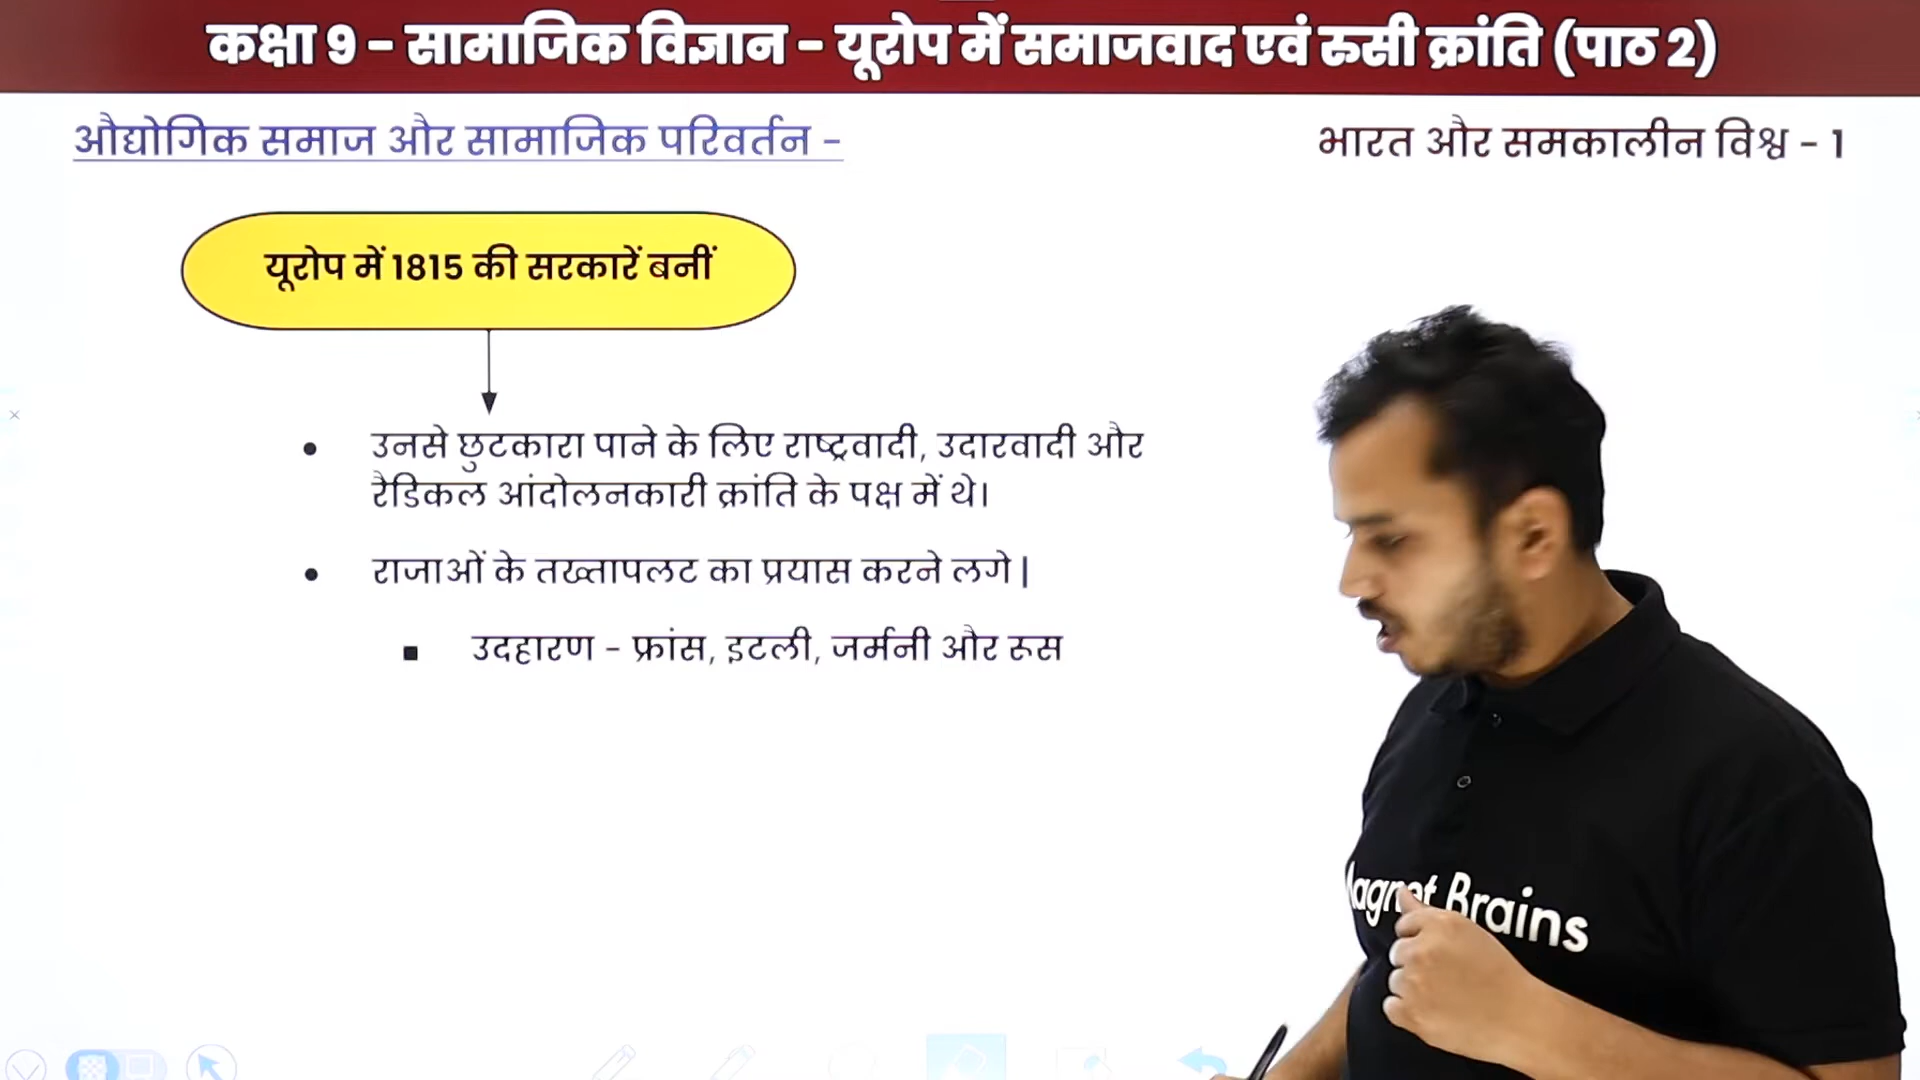 कक्षा 9 - सामाजिक विज्ञान - यूरोप में समाजवाद एवं रुसी क्रांति (पाठ 2)
औद्योगिक समाज और सामाजिक परिवर्तन -
भारत और समकालीन विश्व - 1
यूरोप में 1815 की सरकारें बनीं
• उनसे छुटकारा पाने के लिए राष्ट्रवादी, उदारवादी और
रैडिकल आंदोलनकारी क्रांति के पक्ष में थे।
• राजाओं के तख्तापलट का प्रयास करने लगे |
▪ उदहारण - फ्रांस, इटली, जर्मनी और रूस
Magnet Brains